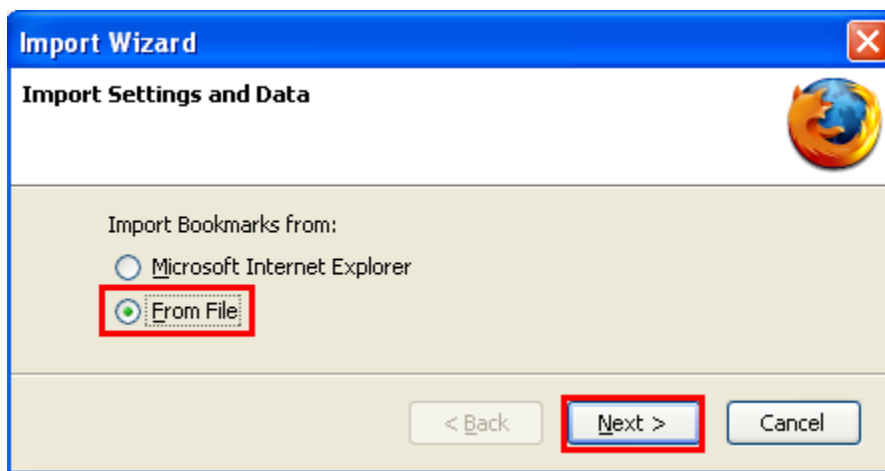 Import Wizard
Import Settings and Data
Import Bookmarks from:
Microsoft Internet Explorer
From File
< Back Next > Cancel